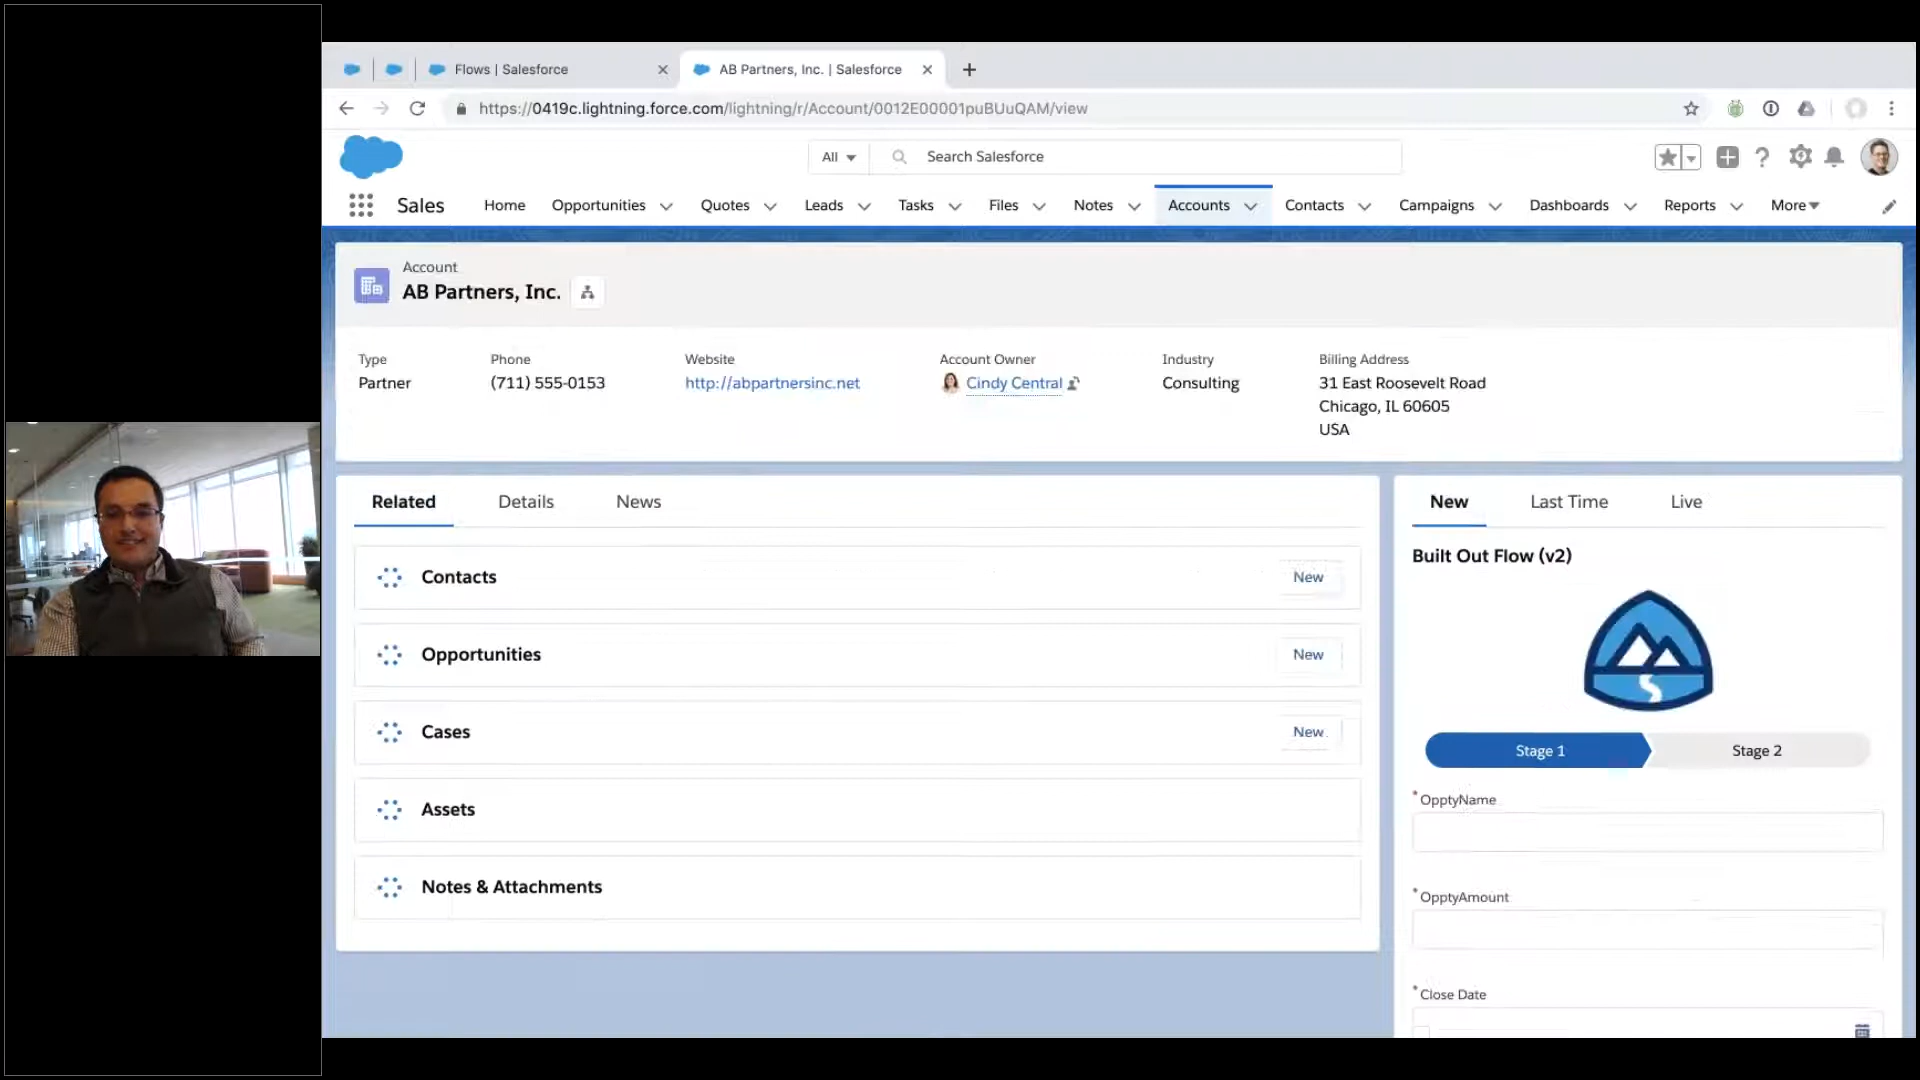 Flows | Salesforce
AB Partners, Inc. | Salesforce
https://0419c.lightning.force.com/lightning/r/Account/0012E00001puBUuQAM/view
All
Search Salesforce
Sales
Home
Opportunities
Quotes
Leads
Tasks
Files
Notes
Accounts
Contacts
Campaigns
Dashboards
Reports
More
Account
AB Partners, Inc.
Type
Partner
Phone
(711) 555-0153
Website
http://abpartnersinc.net
Account Owner
Cindy Central
Industry
Consulting
Billing Address
31 East Roosevelt Road
Chicago, IL 60605
USA
Related
Details
News
Contacts
New
Opportunities
New
Cases
New
Assets
Notes & Attachments
New
Last Time
Live
Built Out Flow (v2)
Stage 1
Stage 2
*OpptyName
*OpptyAmount
*Close Date